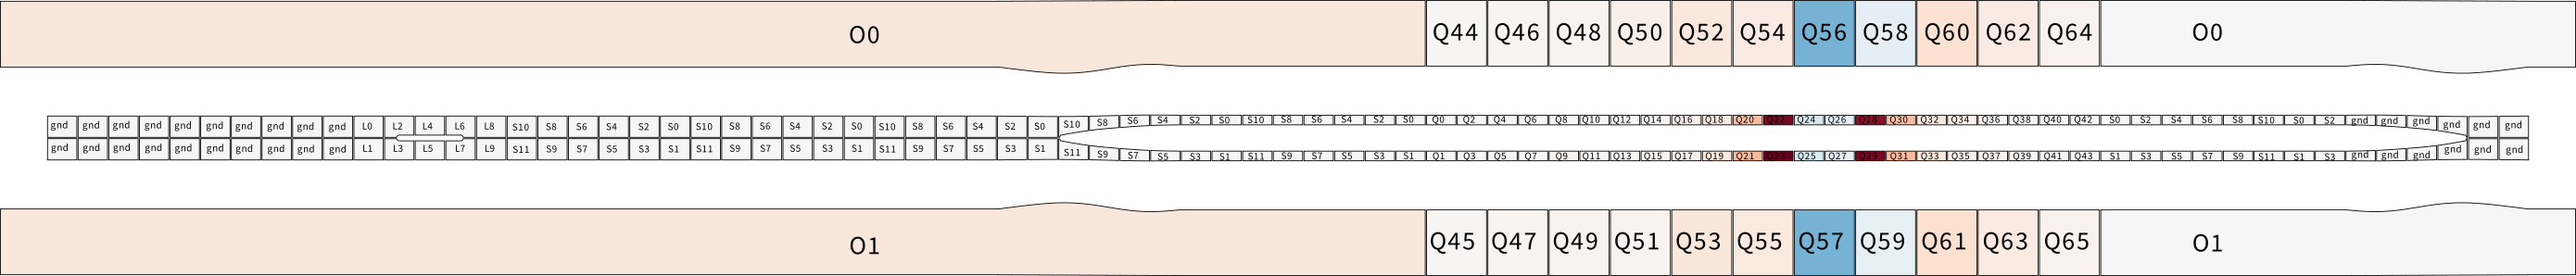 O0 Q44 Q46 Q48 Q50 Q52 Q54 Q56 Q58 Q60 Q62 Q64 O0
gnd gnd gnd gnd gnd gnd gnd gnd gnd gnd L0 L2 L4 L6 L8 S10 S8 S6 S4 S2 S0 S10 S8 S6 S4 S2 S0 S10 S8 S6 S4 S2 S0 S10 S8 S6 S4 S2 S0 S10 S8 S6 S4 S2 S0 Q0 Q2 Q4 Q6 Q8 Q10 Q12 Q14 Q16 Q18 Q20 Q22 Q24 Q26 Q28 Q30 Q32 Q34 Q36 Q38 Q40 Q42 S0 S2 S4 S6 S8 S10 S0 S2 gnd gnd gnd gnd gnd gnd
gnd gnd gnd gnd gnd gnd gnd gnd gnd gnd L1 L3 L5 L7 L9 S11 S9 S7 S5 S3 S1 S11 S9 S7 S5 S3 S1 S11 S9 S7 S5 S3 S1 S11 S9 S7 S5 S3 S1 S11 S9 S7 S5 S3 S1 Q1 Q3 Q5 Q7 Q9 Q11 Q13 Q15 Q17 Q19 Q21 Q23 Q25 Q27 Q29 Q31 Q33 Q35 Q37 Q39 Q41 Q43 S1 S3 S5 S7 S9 S11 S1 S3 gnd gnd gnd gnd gnd gnd
O1 Q45 Q47 Q49 Q51 Q53 Q55 Q57 Q59 Q61 Q63 Q65 O1